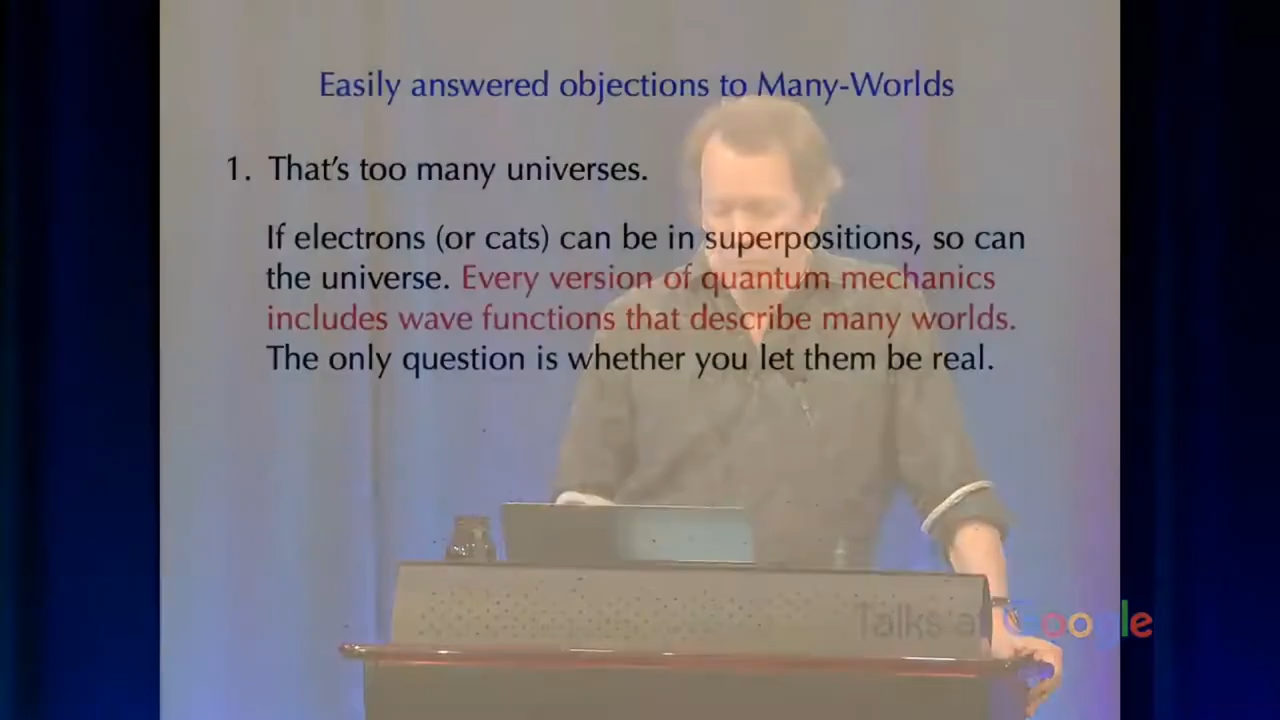 Easily answered objections to Many-Worlds
1. That's too many universes.
If electrons (or cats) can be in superpositions, so can
the universe. Every version of quantum mechanics
includes wave functions that describe many worlds.
The only question is whether you let them be real.
Talks at Google